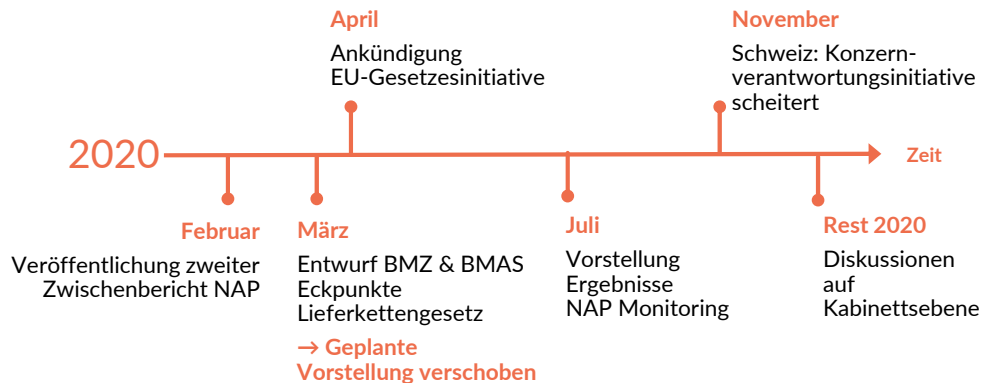 April
Ankündigung
EU-Gesetzesinitiative
November
Schweiz: Konzern-
verantwortungsinitiative
scheitert
2020
Zeit
Februar
Veröffentlichung zweiter
Zwischenbericht NAP
März
Entwurf BMZ & BMAS
Eckpunkte
Lieferkettengesetz
→ Geplante
Vorstellung verschoben
Juli
Vorstellung
Ergebnisse
NAP Monitoring
Rest 2020
Diskussionen
auf
Kabinettsebene